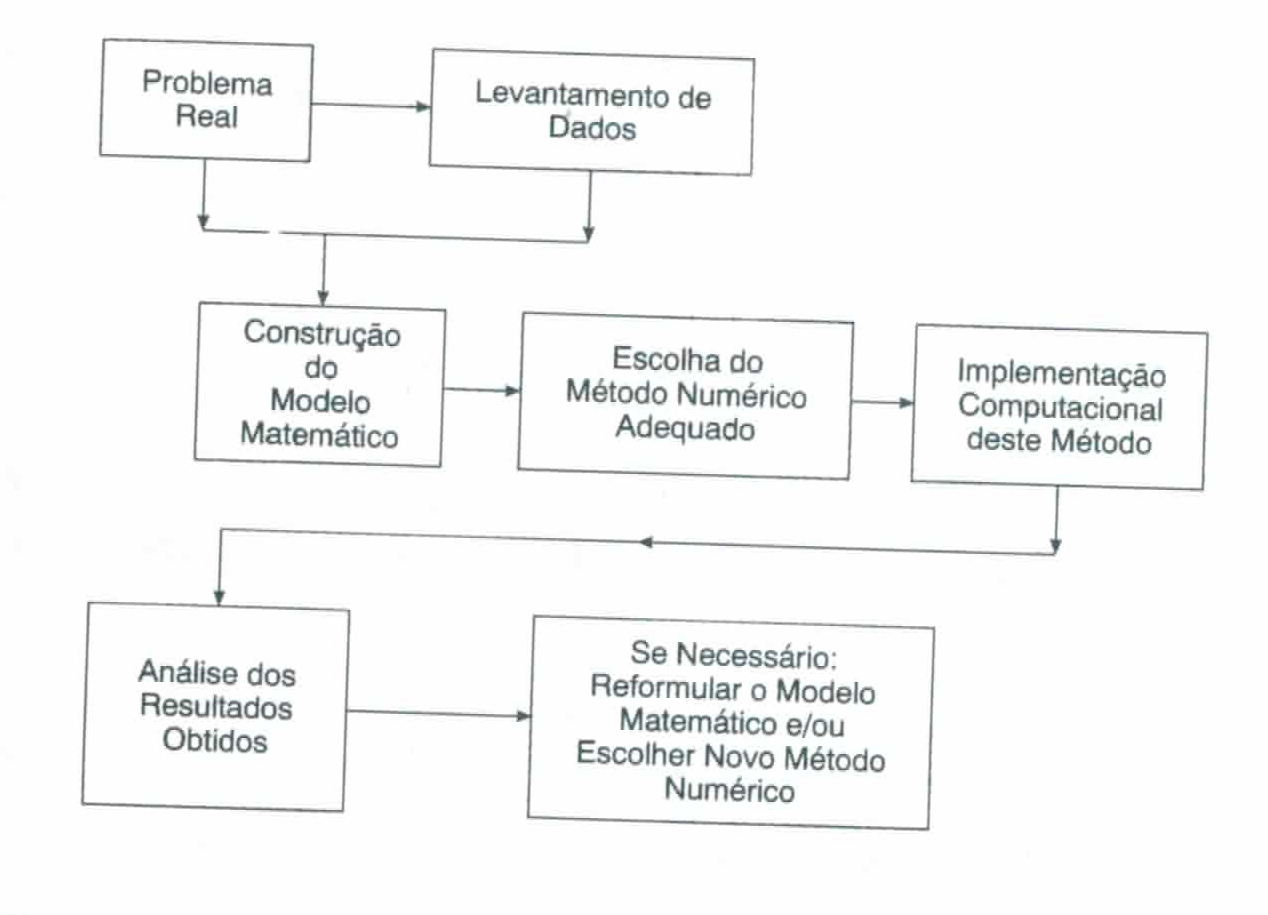 Problema
Real
Levantamento de
Dados
Construção
do
Modelo
Matemático
Escolha do
Método Numérico
Adequado
Implementação
Computacional
deste Método
Análise dos
Resultados
Obtidos
Se Necessário:
Reformular o Modelo
Matemático e/ou
Escolher Novo Método
Numérico